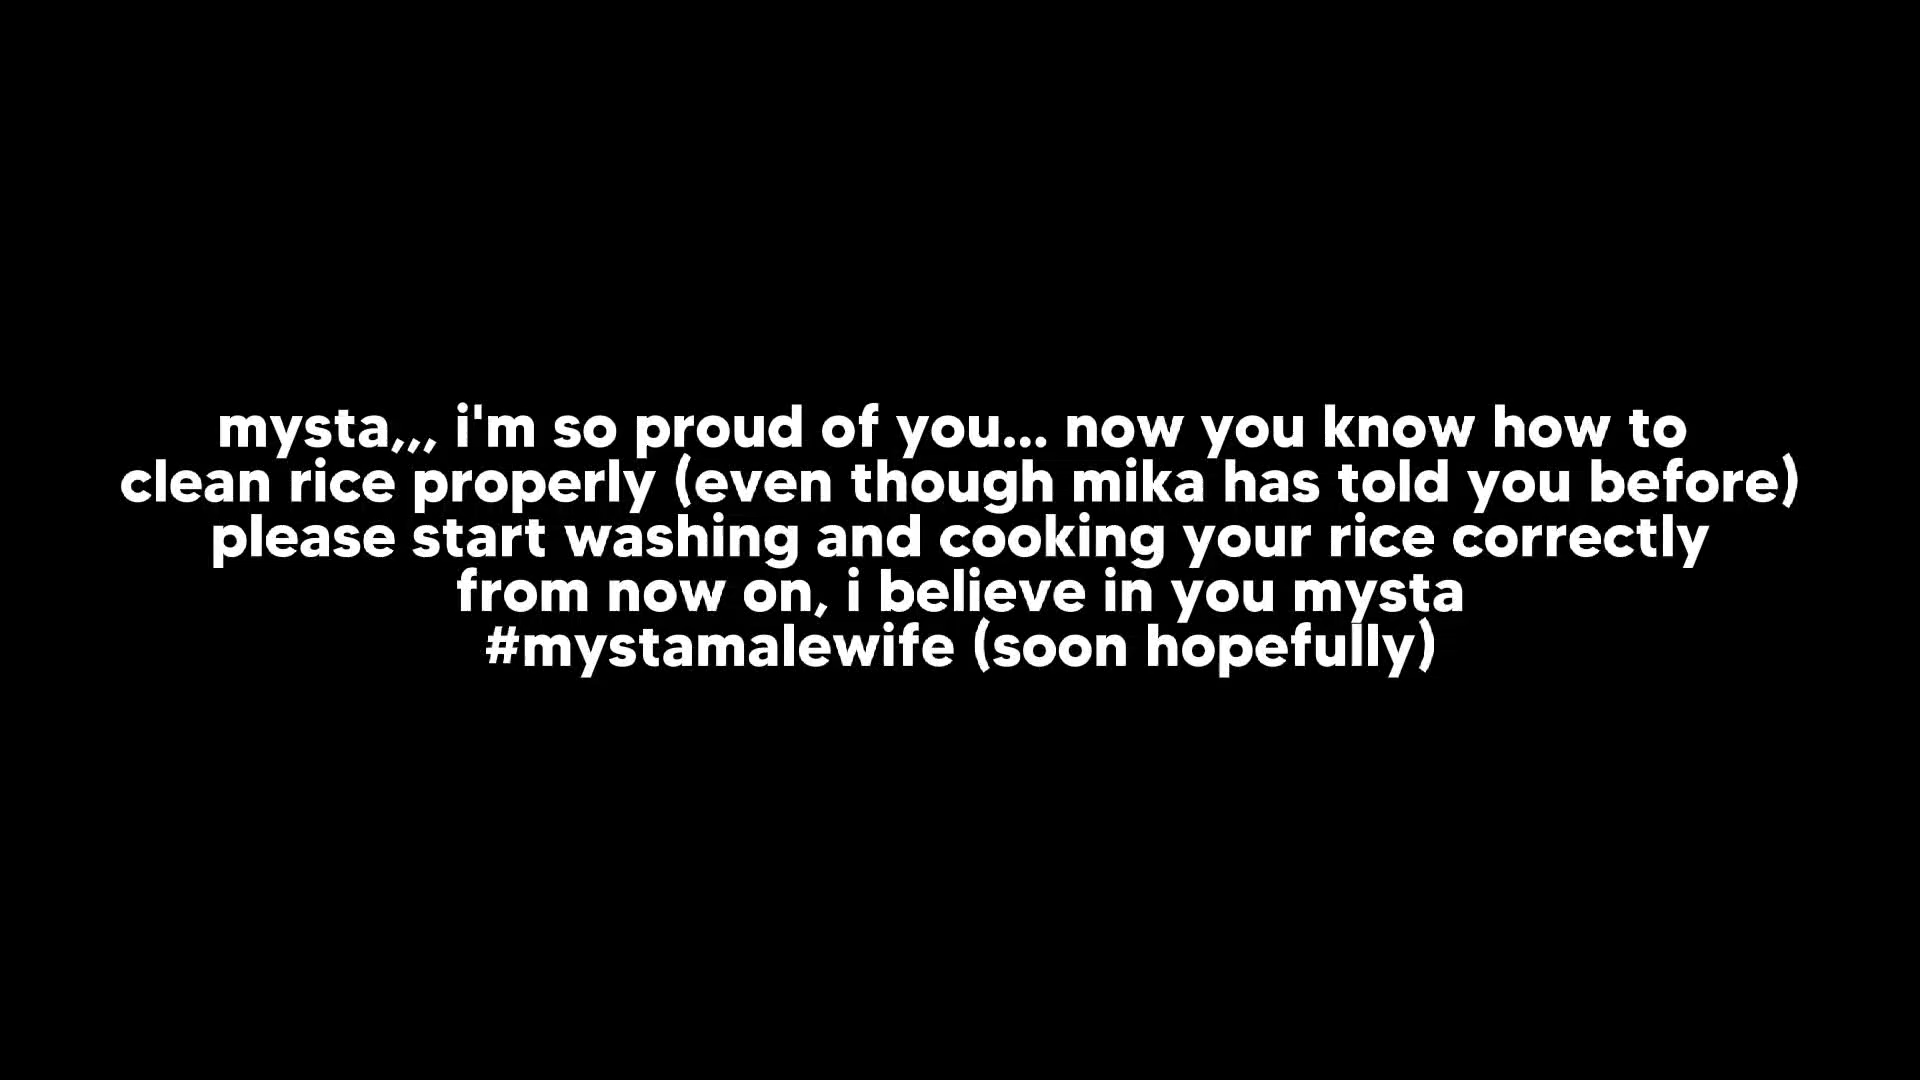 mysta,,, i'm so proud of you... now you know how to
clean rice properly (even though mika has told you before)
please start washing and cooking your rice correctly
from now on, i believe in you mysta
#mystamalewife (soon hopefully)